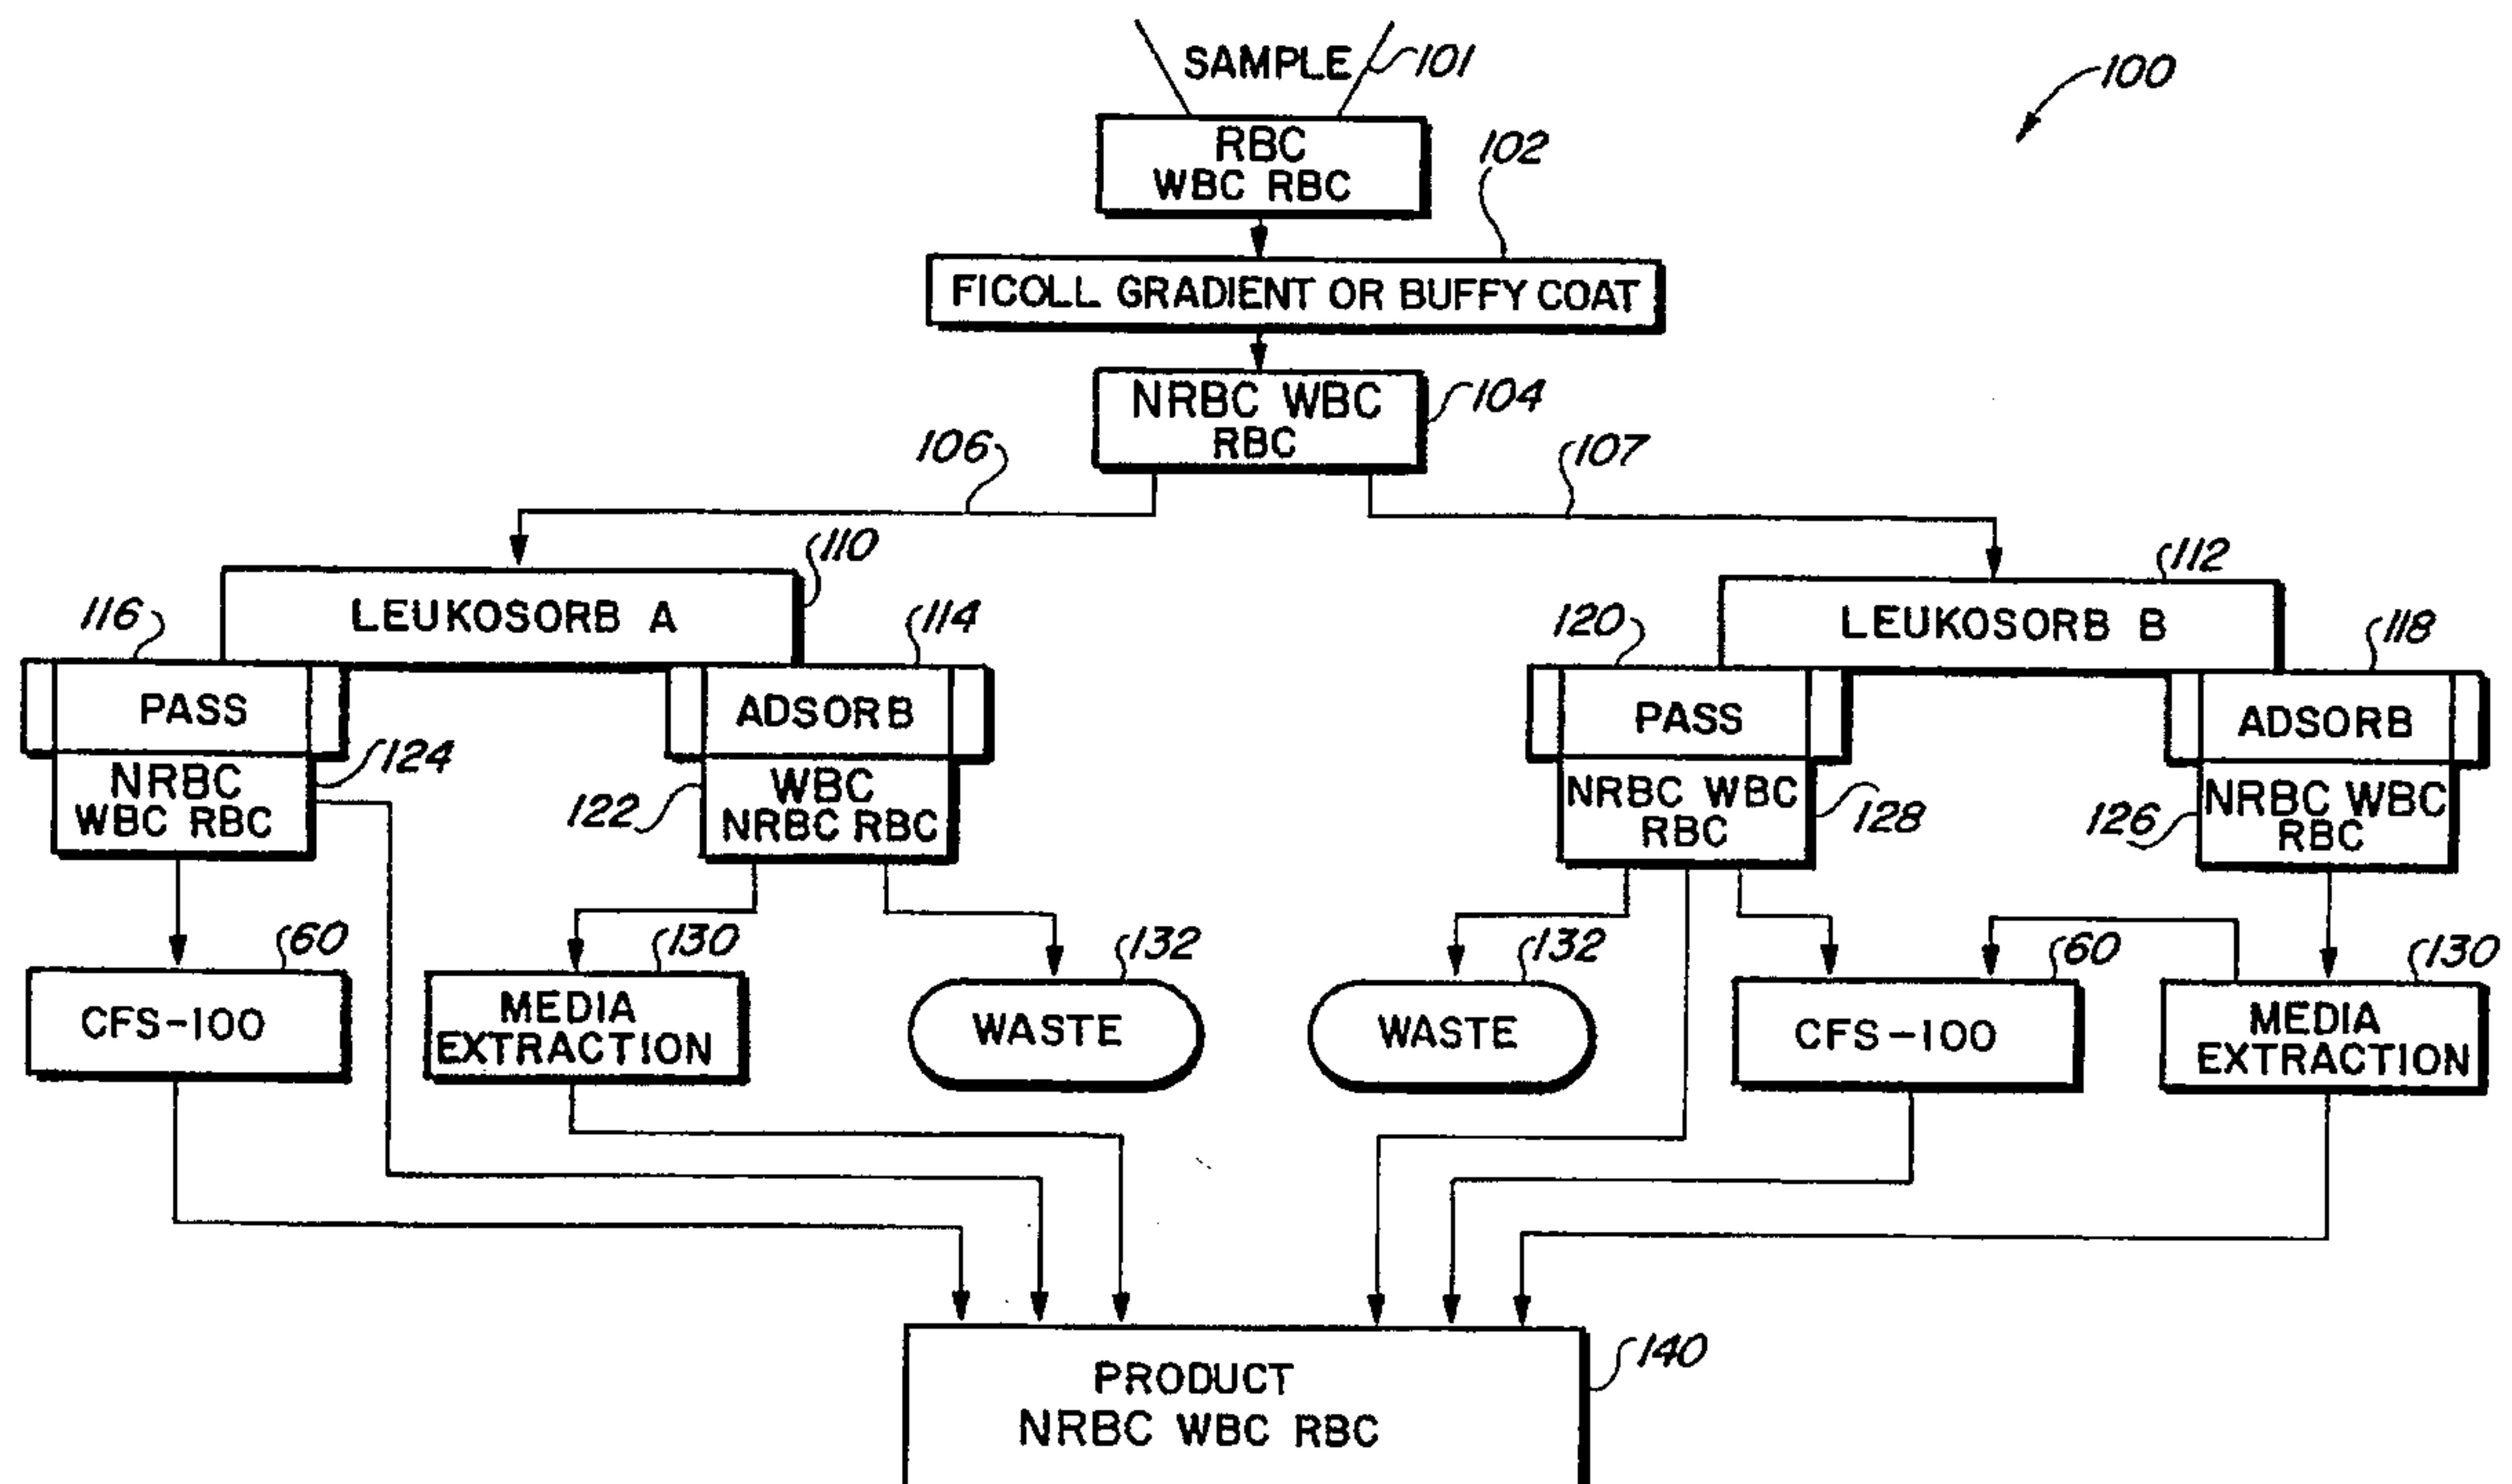 SAMPLE 101
100
RBC
WBC RBC
102
FICOLL GRADIENT OR BUFFY COAT
NRBC WBC
RBC
104
106
107
110
LEUKOSORB A
112
LEUKOSORB B
116
114
120
118
PASS
ADSORB
PASS
ADSORB
NRBC
WBC RBC
124
122
WBC
NRBC RBC
NRBC WBC
RBC
128
126
NRBC WBC
RBC
60
130
132
132
60
130
CFS-100
MEDIA
EXTRACTION
WASTE
WASTE
CFS-100
MEDIA
EXTRACTION
140
PRODUCT
NRBC WBC RBC